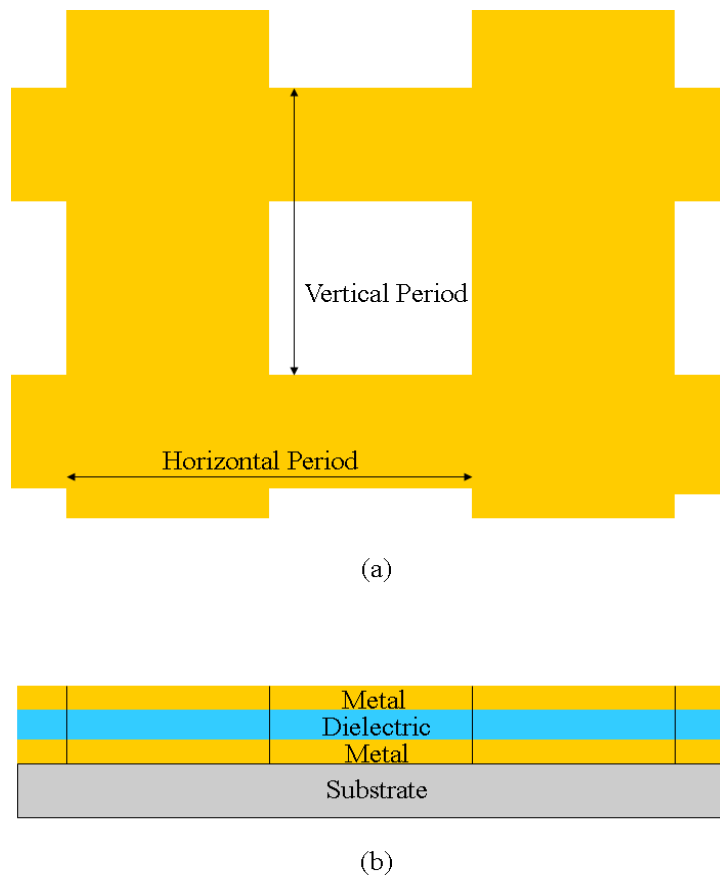 Vertical Period
Horizontal Period
(a)
Metal
Dielectric
Metal
Substrate
(b)